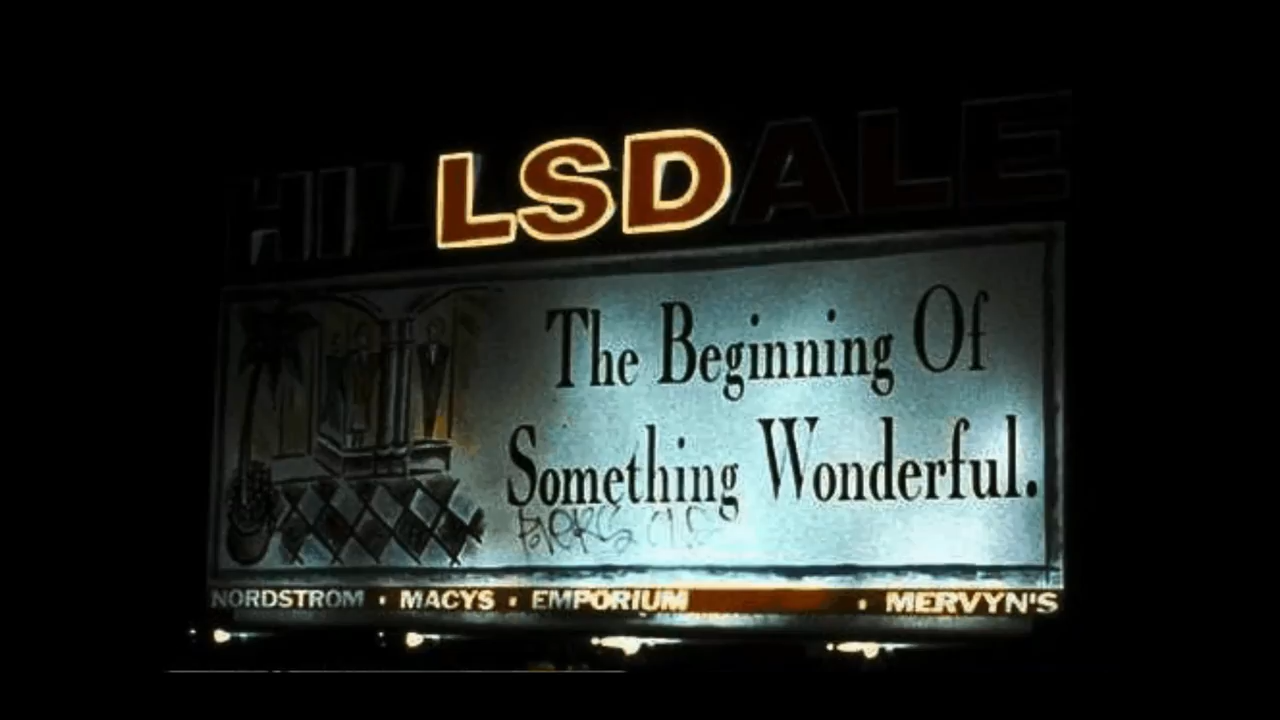 HILLSDALE
The Beginning Of
Something Wonderful.
NORDSTROM • MACYS • EMPORIUM • MERVYN'S